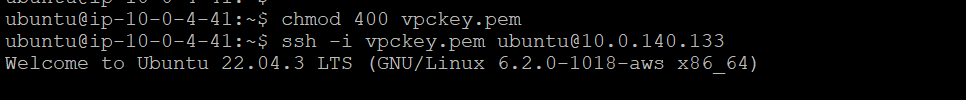 ubuntu@ip-10-0-4-41:~$ chmod 400 vpckey.pem
ubuntu@ip-10-0-4-41:~$ ssh -i vpckey.pem ubuntu@10.0.140.133
Welcome to Ubuntu 22.04.3 LTS (GNU/Linux 6.2.0-1018-aws x86_64)